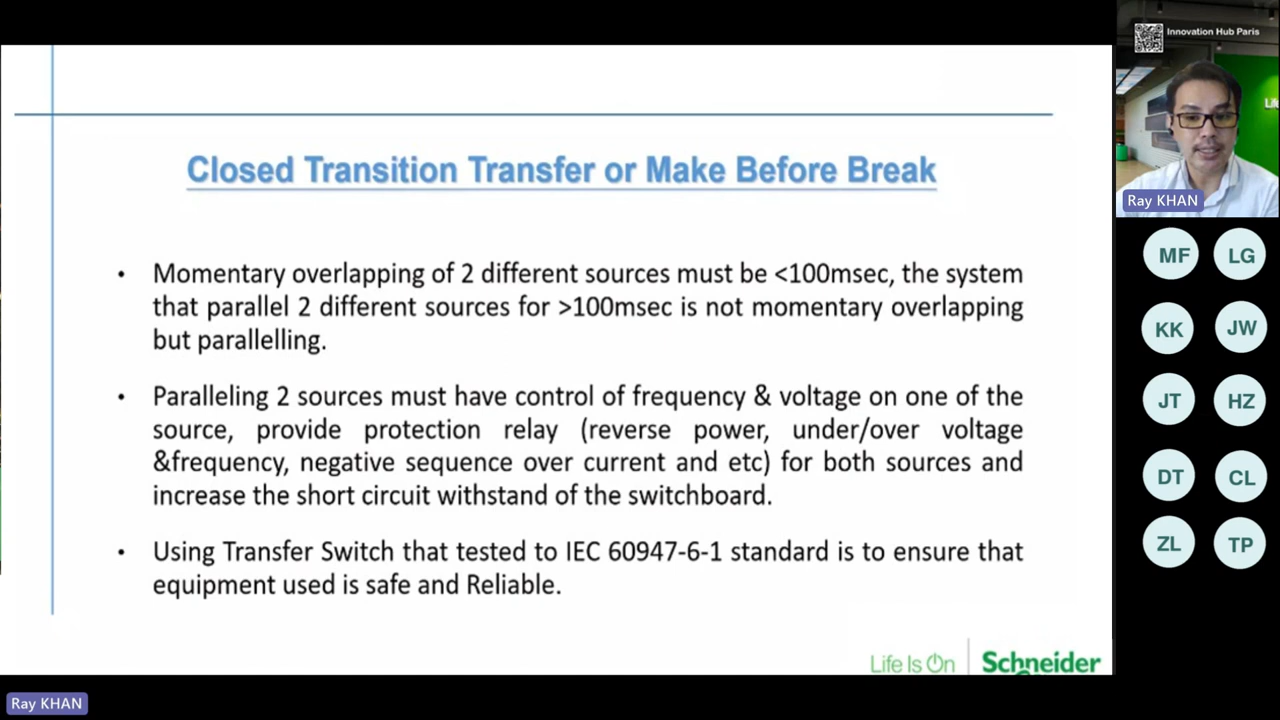 Closed Transition Transfer or Make Before Break
• Momentary overlapping of 2 different sources must be <100msec, the system
that parallel 2 different sources for >100msec is not momentary overlapping
but parallelling.
• Paralleling 2 sources must have control of frequency & voltage on one of the
source, provide protection relay (reverse power, under/over voltage
&frequency, negative sequence over current and etc) for both sources and
increase the short circuit withstand of the switchboard.
• Using Transfer Switch that tested to IEC 60947-6-1 standard is to ensure that
equipment used is safe and Reliable.
Life Is On
Schneider
Ray KHAN
Innovation Hub Paris
Ray KHAN
MF
LG
KK
JW
JT
HZ
DT
CL
ZL
TP